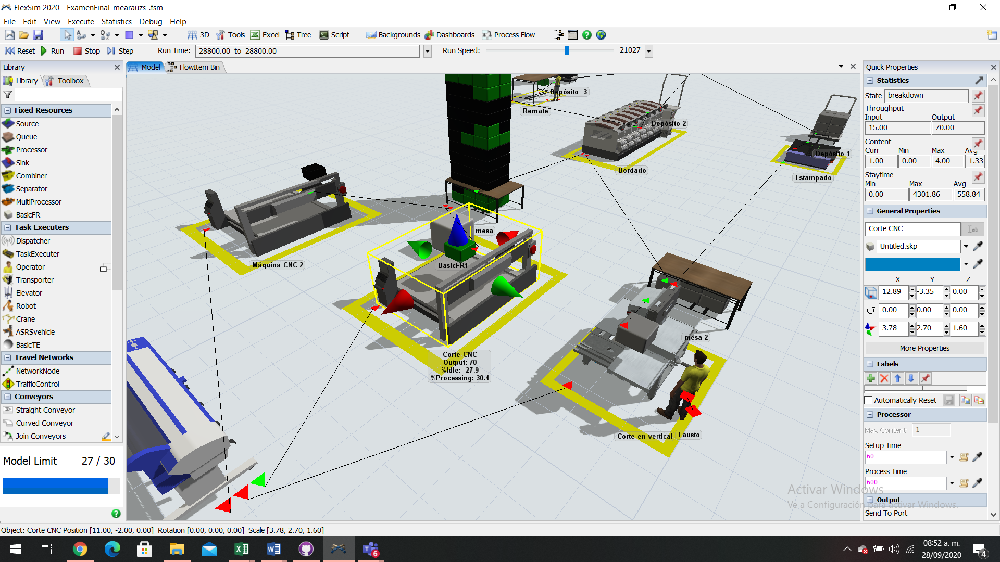 FlexSim 2020 - ExamenFinal_mearauzs_.fsm
File Edit View Execute Statistics Debug Help
3D Tools Excel Tree Script Backgrounds Dashboards Process Flow
Reset Run Stop Step Run Time: 28800.00 to 28800.00 Run Speed: 21027
Library
Library Toolbox
Fixed Resources
Source
Queue
Processor
Sink
Combiner
Separator
MultiProcessor
BasicFR
Task Executers
Dispatcher
TaskExecuter
Operator
Transporter
Elevator
Robot
Crane
ASRSvehicle
BasicTE
Travel Networks
NetworkNode
TrafficControl
Conveyors
Straight Conveyor
Curved Conveyor
Join Conveyors
Model Limit 27 / 30
Model FlowItem Bin
Depósito 3
Remate
Depósito 2
Bordado
Depósito 1
Estampado
mesa
Máquina CNC 2
BasicFR1
Corte CNC
Output: 70
%Idle: 27.9
%Processing: 30.4
mesa 2
Corte en vertical
Fausto
Quick Properties
Statistics
State breakdown
Throughput
Input Output
15.00 70.00
Content
Curr Min Max Avg
1.00 0.00 4.00 1.33
Staytime
Min Max Avg
0.00 4301.86 558.84
General Properties
Corte CNC
Untitled.skp
X Y Z
12.89 -3.35 0.00
0.00 0.00 0.00
3.78 2.70 1.60
More Properties
Labels
Automatically Reset
Processor
Max Content 1
Setup Time
60
Process Time
600
Output
Send To Port
Activar Windows
Ve a Configuración para activar Windows.
Object: Corte CNC Position [11.00, -2.00, 0.00] Rotation [0.00, 0.00, 0.00] Scale [3.78, 2.70, 1.60]
6
08:52 a. m.
28/09/2020
4